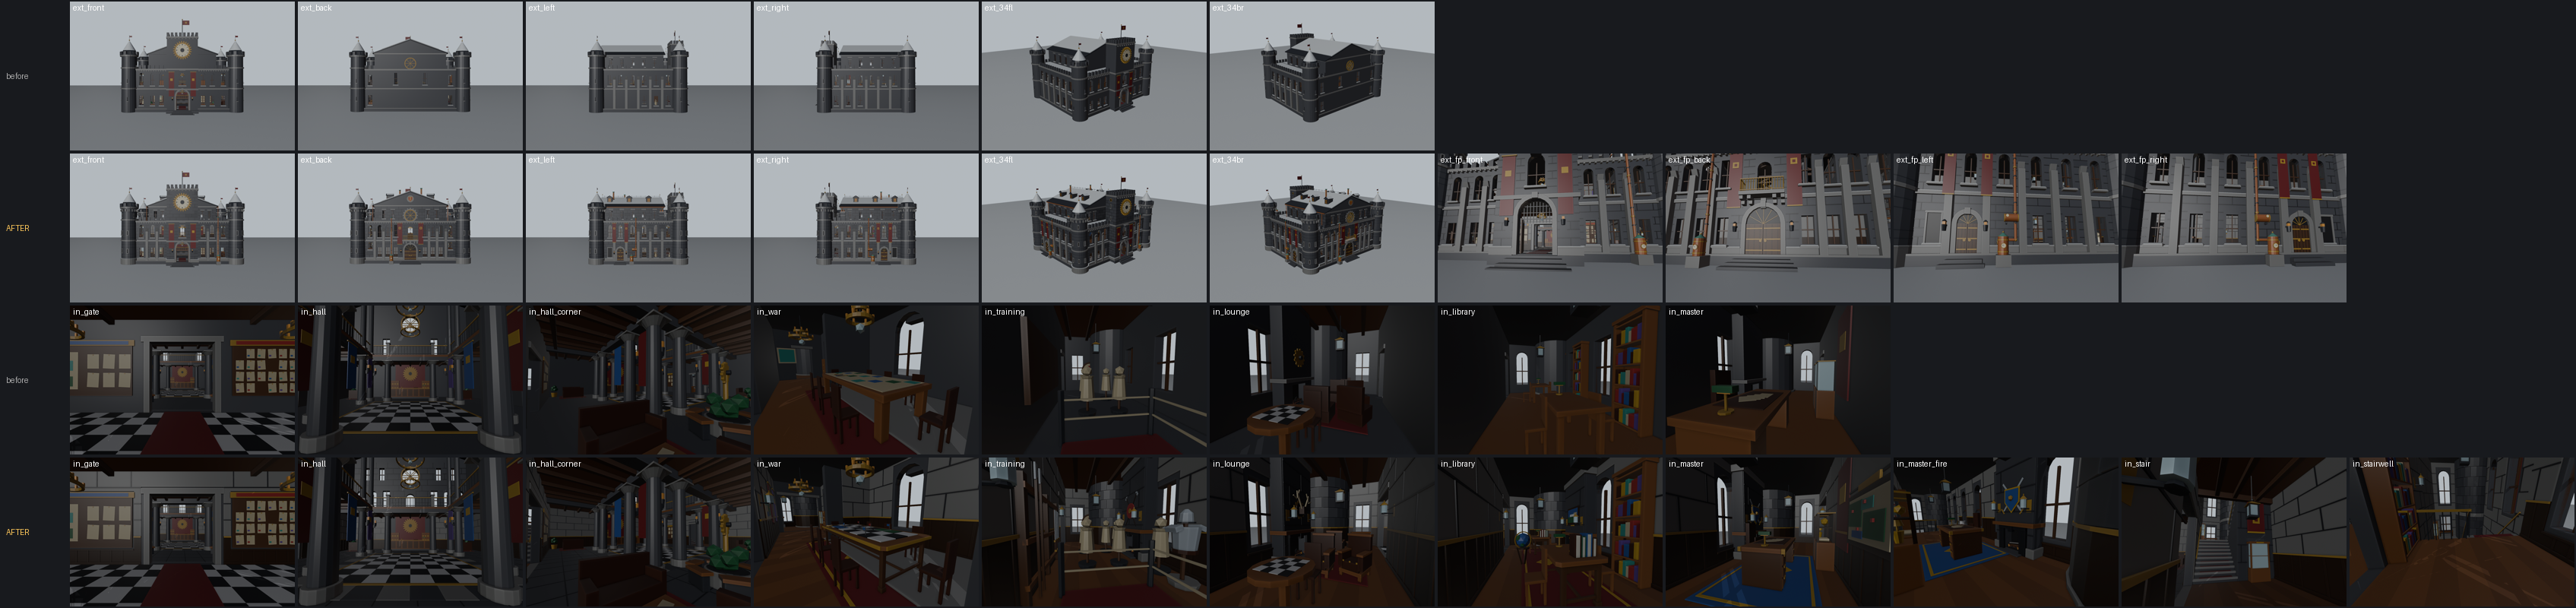 before
ext_front
ext_back
ext_left
ext_right
ext_34fl
ext_34br
AFTER
ext_front
ext_back
ext_left
ext_right
ext_34fl
ext_34br
ext_fp_front
ext_fp_back
ext_fp_left
ext_fp_right
before
in_gate
in_hall
in_hall_corner
in_war
in_training
in_lounge
in_library
in_master
AFTER
in_gate
in_hall
in_hall_corner
in_war
in_training
in_lounge
in_library
in_master
in_master_fire
in_stair
in_stairwell